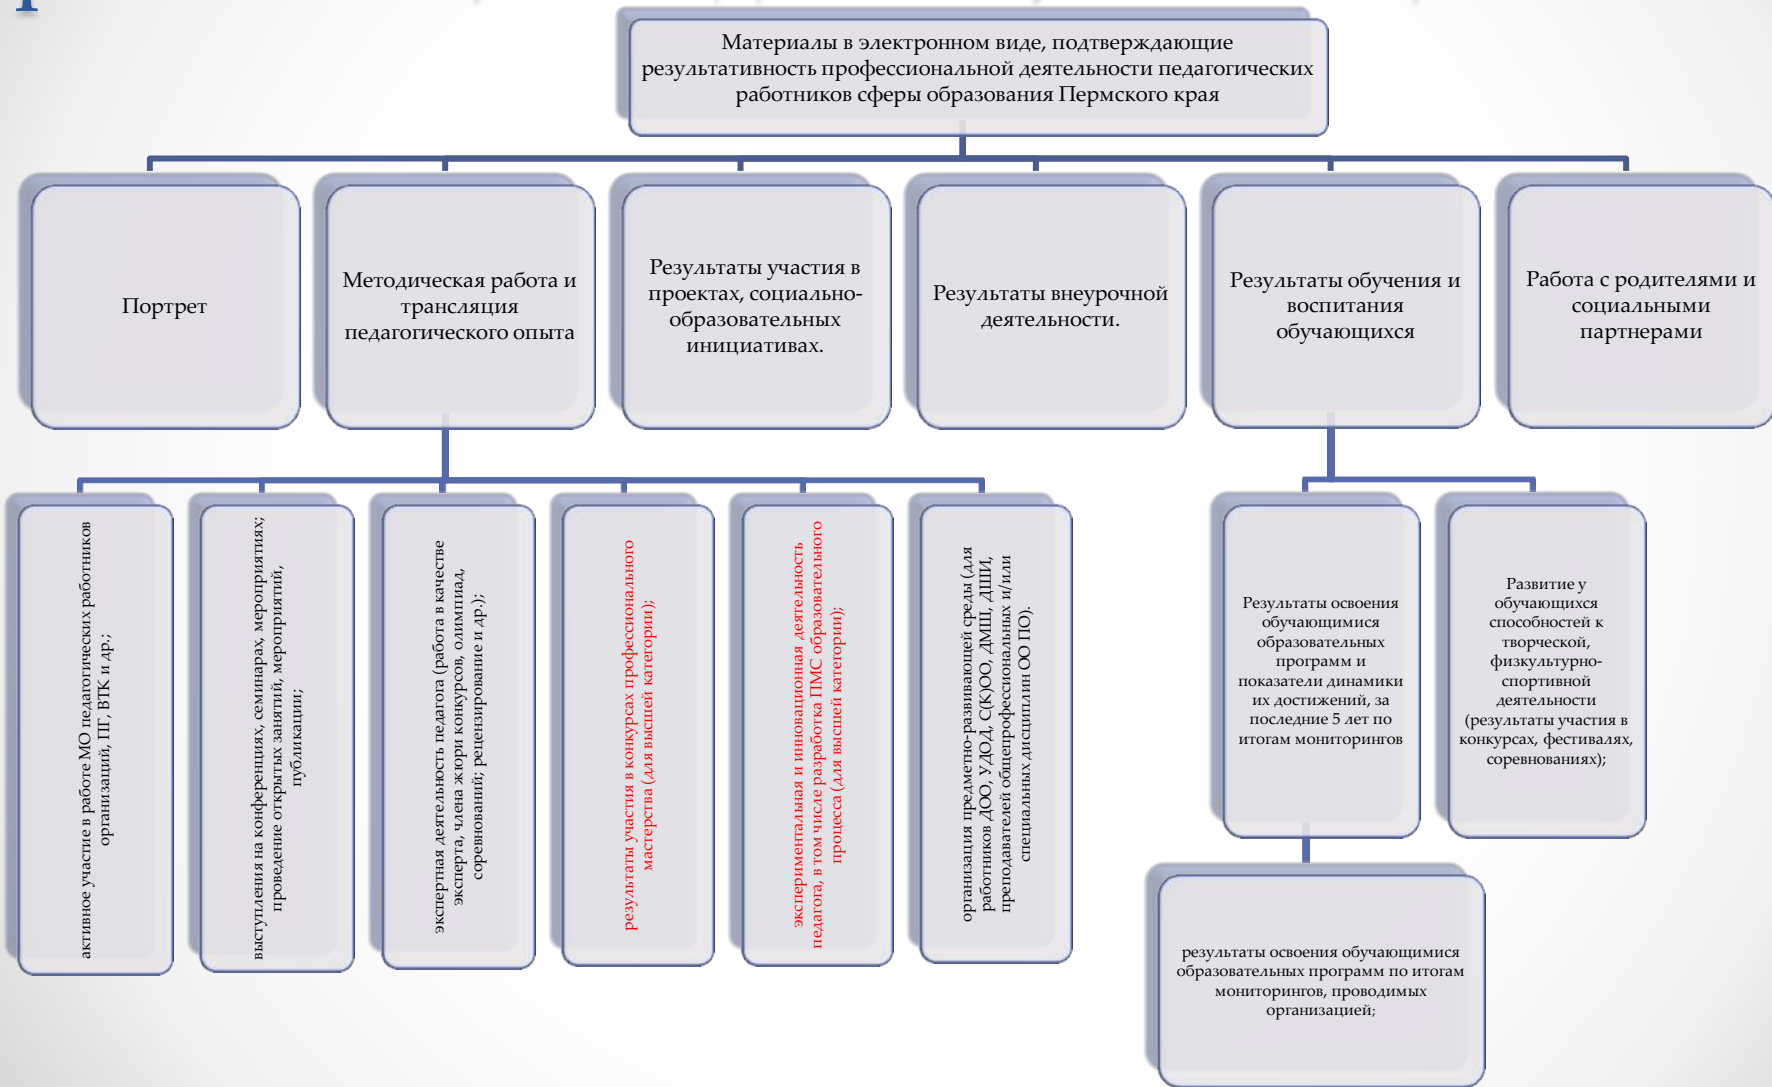 Материалы в электронном виде, подтверждающие
результативность профессиональной деятельности педагогических
работников сферы образования Пермского края
Портрет
Методическая работа и
трансляция
педагогического опыта
Результаты участия в
проектах, социально-
образовательных
инициативах.
Результаты внеурочной
деятельности.
Результаты обучения и
воспитания
обучающихся
Работа с родителями и
социальными
партнерами
активное участие в работе МО педагогических работников
организаций, ПГ, ВТК и др.;
выступления на конференциях, семинарах, мероприятиях;
проведение открытых занятий, мероприятий,
публикации;
экспертная деятельность педагога (работа в качестве
эксперта, члена жюри конкурсов, олимпиад,
соревнований; рецензирование и др.);
результаты участия в конкурсах профессионального
мастерства (для высшей категории);
экспериментальная и инновационная деятельность
педагога, в том числе разработка ПМС образовательного
процесса (для высшей категории);
организация предметно-развивающей среды (для
работников ДОО, УДОД, С(К)ОО, ДМШ, ДШИ,
преподавателей общепрофессиональных и/или
специальных дисциплин ОО ПО).
Результаты освоения
обучающимися
образовательных
программ и
показатели динамики
их достижений, за
последние 5 лет по
итогам мониторингов
Развитие у
обучающихся
способностей к
творческой,
физкультурно-
спортивной
деятельности
(результаты участия в
конкурсах, фестивалях,
соревнованиях);
результаты освоения обучающимися
образовательных программ по итогам
мониторингов, проводимых
организацией;